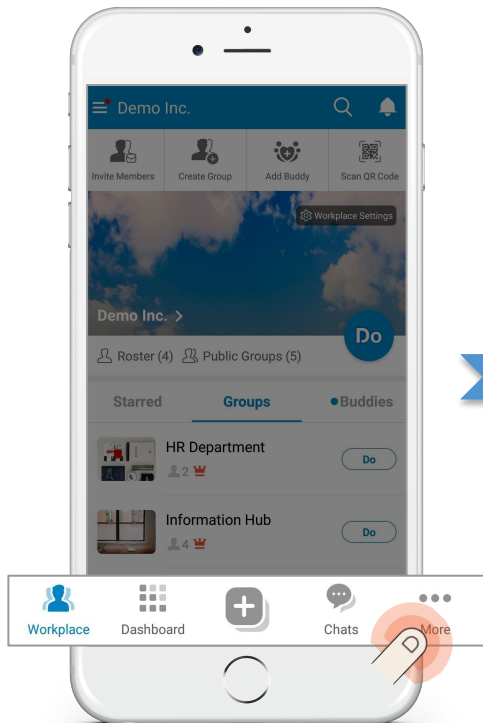 Demo Inc.
Invite Members Create Group Add Buddy Scan QR Code
Workplace Settings
Demo Inc. >
Do
Roster (4) Public Groups (5)
Starred Groups Buddies
HR Department
2
Do
Information Hub
4
Do
Workplace Dashboard Chats More